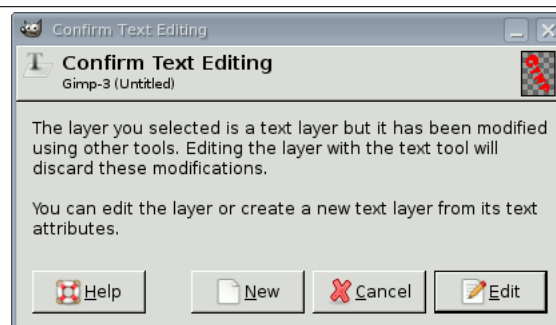 Confirm Text Editing
Confirm Text Editing
Gimp-3 (Untitled)
The layer you selected is a text layer but it has been modified
using other tools. Editing the layer with the text tool will
discard these modifications.
You can edit the layer or create a new text layer from its text
attributes.
Help New Cancel Edit